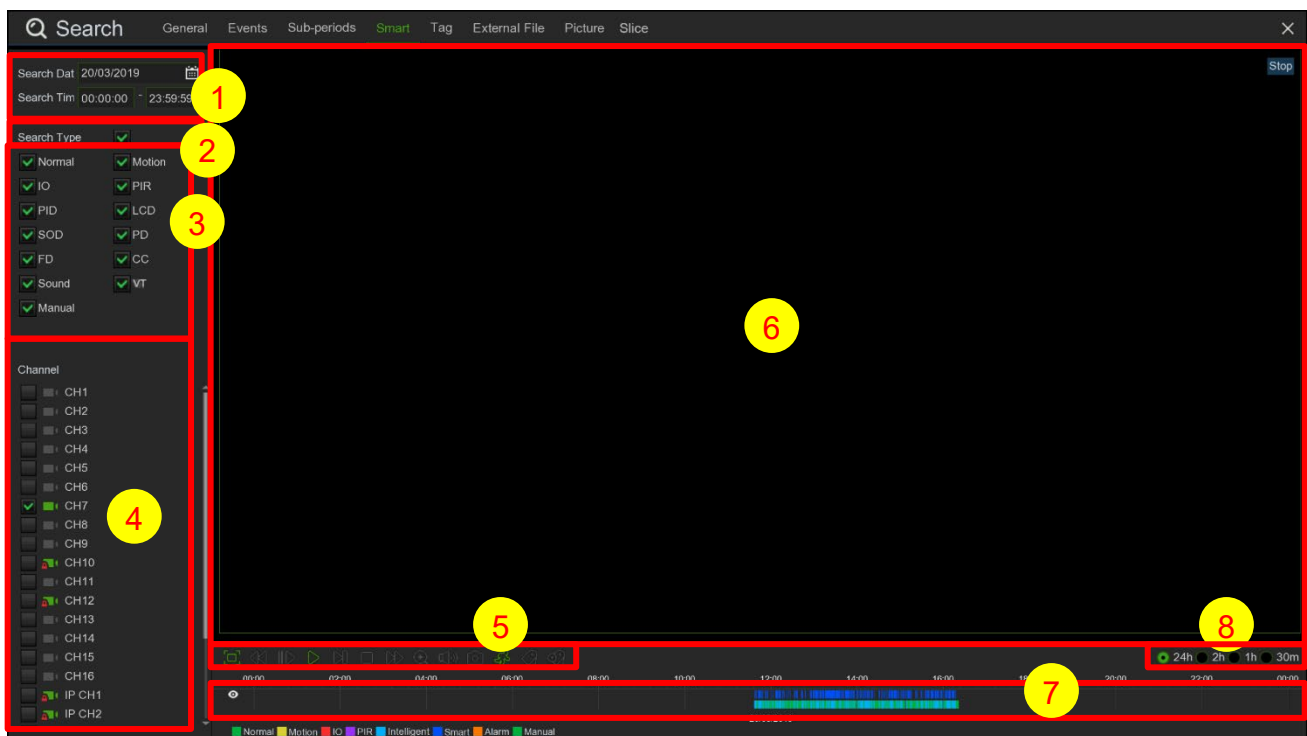 Search General Events Sub-periods Smart Tag External File Picture Slice
Search Dat 20/03/2019
Stop
Search Tim 00:00:00 - 23:59:59
1
Search Type
2
Normal Motion
IO PIR
PID LCD
3
SOD PD
FD CC
Sound VT
Manual
6
Channel
CH1
CH2
CH3
CH4
CH5
CH6
CH7
4
CH8
CH9
CH10
CH11
CH12
CH13
5
8
CH14
CH15
24h 2h 1h 30m
CH16
00:00 02:00 04:00 06:00 08:00 10:00 12:00 14:00 16:00 20:00 22:00 00:00
IP CH1
7
IP CH2
Normal Motion IO PIR Intelligent Smart Alarm Manual